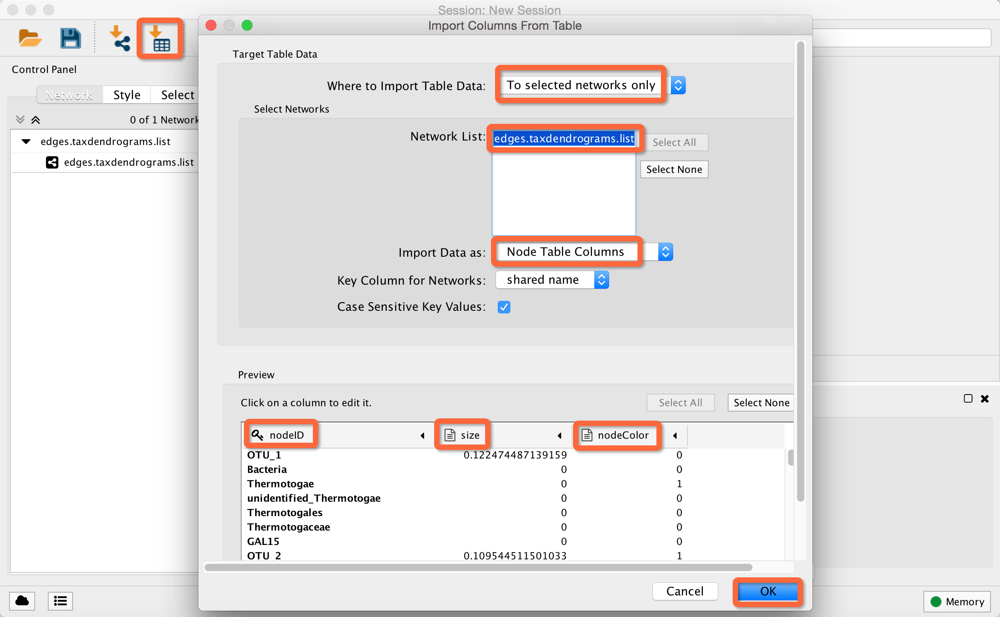 Session: New Session
Import Columns From Table
Control Panel
Network Style Select
0 of 1 Network
edges.taxdendrograms.list
edges.taxdendrograms.list
Target Table Data
Where to Import Table Data: To selected networks only
Select Networks
Network List: edges.taxdendrograms.list Select All
Select None
Import Data as: Node Table Columns
Key Column for Networks: shared name
Case Sensitive Key Values:
Preview
Click on a column to edit it. Select All Select None
nodeID size nodeColor
OTU_1 0.122474487139159 0
Bacteria 0 0
Thermotogae 0 1
unidentified_Thermotogae 0 0
Thermotogales 0 0
Thermotogaceae 0 0
GAL15 0 0
OTU_2 0.109544511501033 1
Cancel OK
Memory